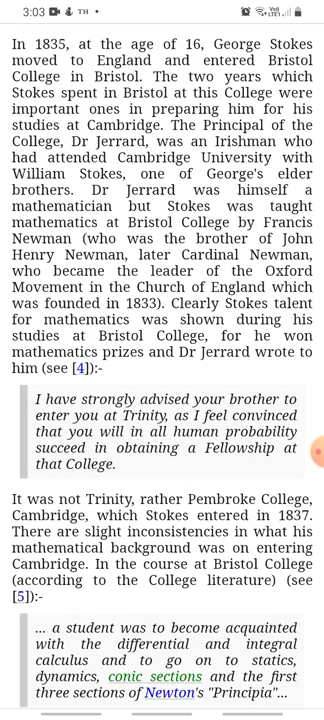 3:03 TH •
Vo)
LTE1
In 1835, at the age of 16, George Stokes
moved to England and entered Bristol
College in Bristol. The two years which
Stokes spent in Bristol at this College were
important ones in preparing him for his
studies at Cambridge. The Principal of the
College, Dr Jerrard, was an Irishman who
had attended Cambridge University with
William Stokes, one of George's elder
brothers. Dr Jerrard was himself a
mathematician but Stokes was taught
mathematics at Bristol College by Francis
Newman (who was the brother of John
Henry Newman, later Cardinal Newman,
who became the leader of the Oxford
Movement in the Church of England which
was founded in 1833). Clearly Stokes talent
for mathematics was shown during his
studies at Bristol College, for he won
mathematics prizes and Dr Jerrard wrote to
him (see [4]):-
I have strongly advised your brother to
enter you at Trinity, as I feel convinced
that you will in all human probability
succeed in obtaining a Fellowship at
that College.
It was not Trinity, rather Pembroke College,
Cambridge, which Stokes entered in 1837.
There are slight inconsistencies in what his
mathematical background was on entering
Cambridge. In the course at Bristol College
(according to the College literature) (see
[5]):-
... a student was to become acquainted
with the differential and integral
calculus and to go on to statics,
dynamics, conic sections and the first
three sections of Newton's "Principia"...